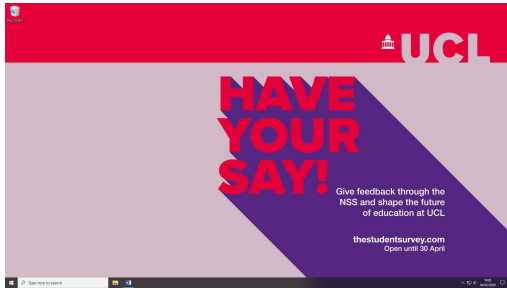 UCL
HAVE
YOUR
SAY!
Give feedback through the
NSS and shape the future
of education at UCL
thestudentsurvey.com
Open until 30 April
Type here to search